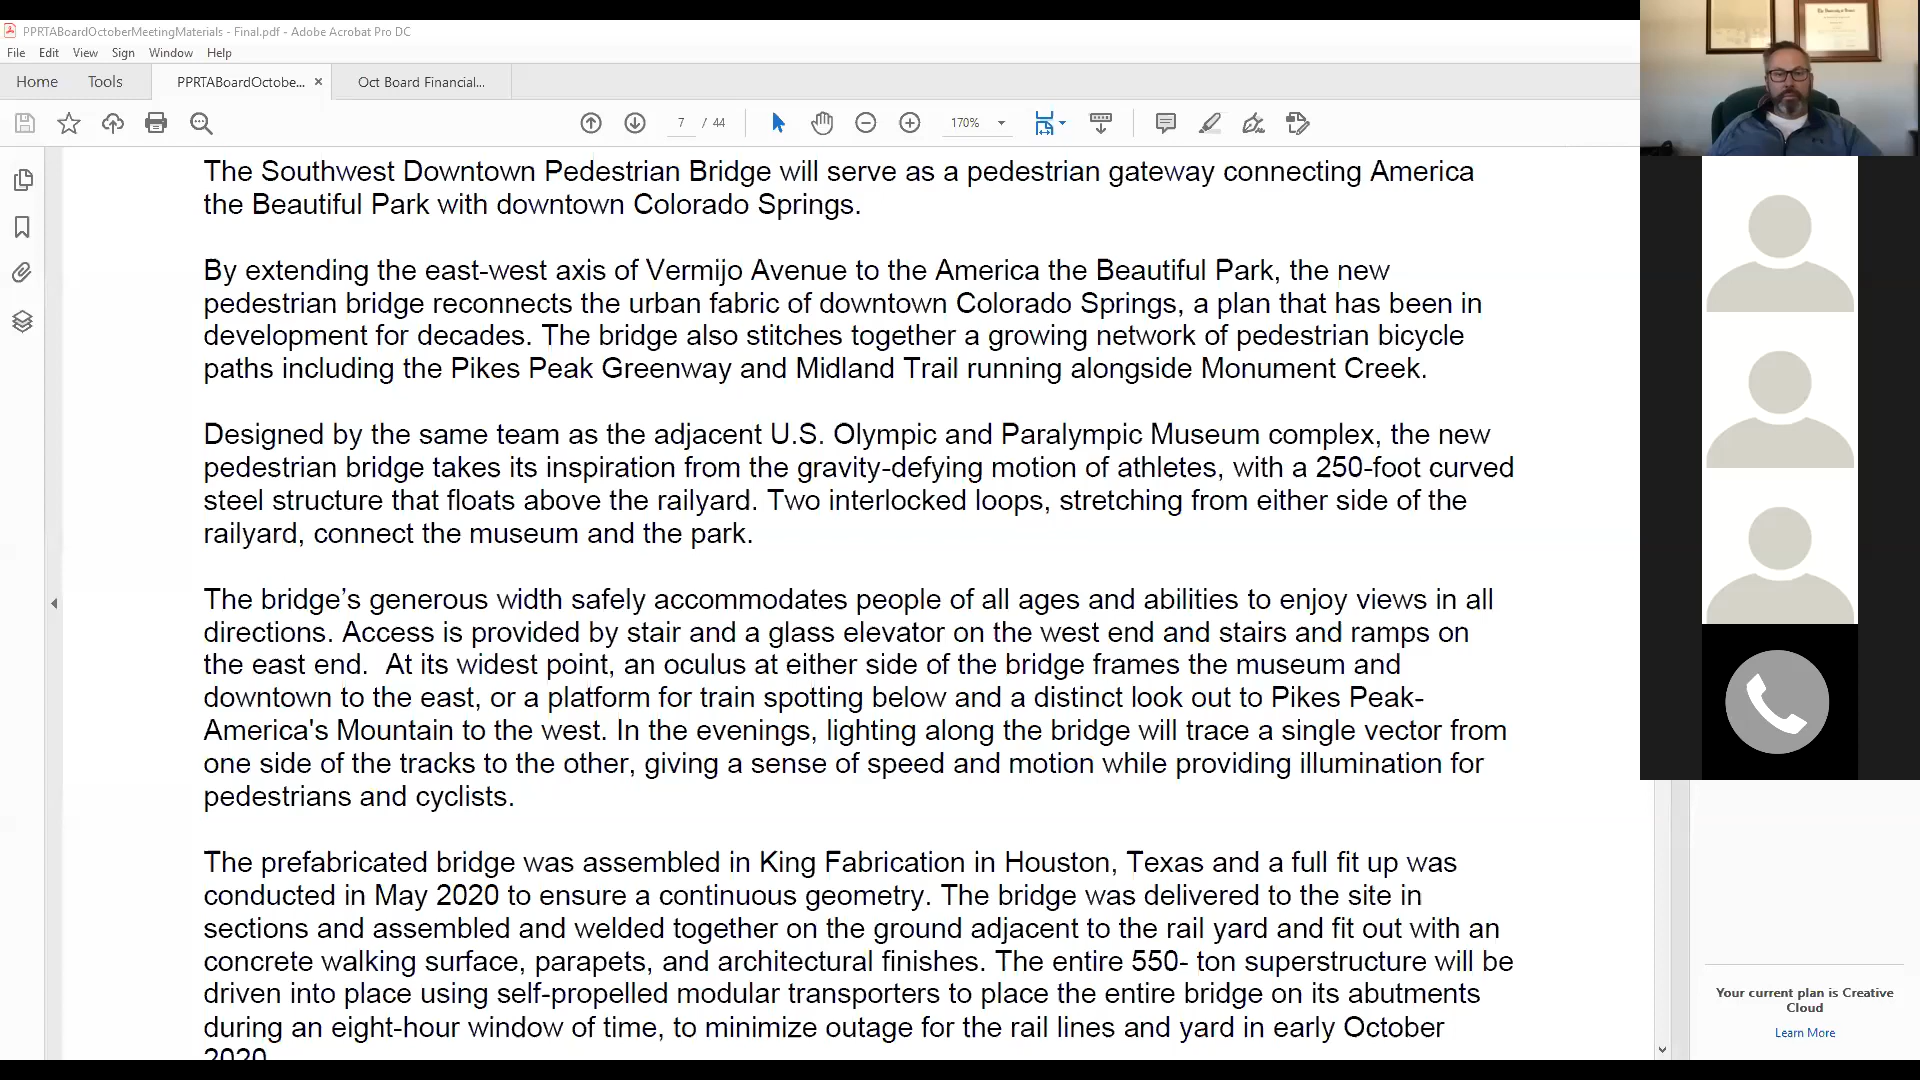 PPRTABoardOctoberMeetingMaterials - Final.pdf - Adobe Acrobat Pro DC
File Edit View Sign Window Help
Home Tools PPRTABoardOctobe... × Oct Board Financial...
7 / 44 170%
The Southwest Downtown Pedestrian Bridge will serve as a pedestrian gateway connecting America
the Beautiful Park with downtown Colorado Springs.
By extending the east-west axis of Vermijo Avenue to the America the Beautiful Park, the new
pedestrian bridge reconnects the urban fabric of downtown Colorado Springs, a plan that has been in
development for decades. The bridge also stitches together a growing network of pedestrian bicycle
paths including the Pikes Peak Greenway and Midland Trail running alongside Monument Creek.
Designed by the same team as the adjacent U.S. Olympic and Paralympic Museum complex, the new
pedestrian bridge takes its inspiration from the gravity-defying motion of athletes, with a 250-foot curved
steel structure that floats above the railyard. Two interlocked loops, stretching from either side of the
railyard, connect the museum and the park.
The bridge’s generous width safely accommodates people of all ages and abilities to enjoy views in all
directions. Access is provided by stair and a glass elevator on the west end and stairs and ramps on
the east end.  At its widest point, an oculus at either side of the bridge frames the museum and
downtown to the east, or a platform for train spotting below and a distinct look out to Pikes Peak-
America's Mountain to the west. In the evenings, lighting along the bridge will trace a single vector from
one side of the tracks to the other, giving a sense of speed and motion while providing illumination for
pedestrians and cyclists.
The prefabricated bridge was assembled in King Fabrication in Houston, Texas and a full fit up was
conducted in May 2020 to ensure a continuous geometry. The bridge was delivered to the site in
sections and assembled and welded together on the ground adjacent to the rail yard and fit out with an
concrete walking surface, parapets, and architectural finishes. The entire 550- ton superstructure will be
driven into place using self-propelled modular transporters to place the entire bridge on its abutments
during an eight-hour window of time, to minimize outage for the rail lines and yard in early October
2020
Your current plan is Creative
Cloud
Learn More